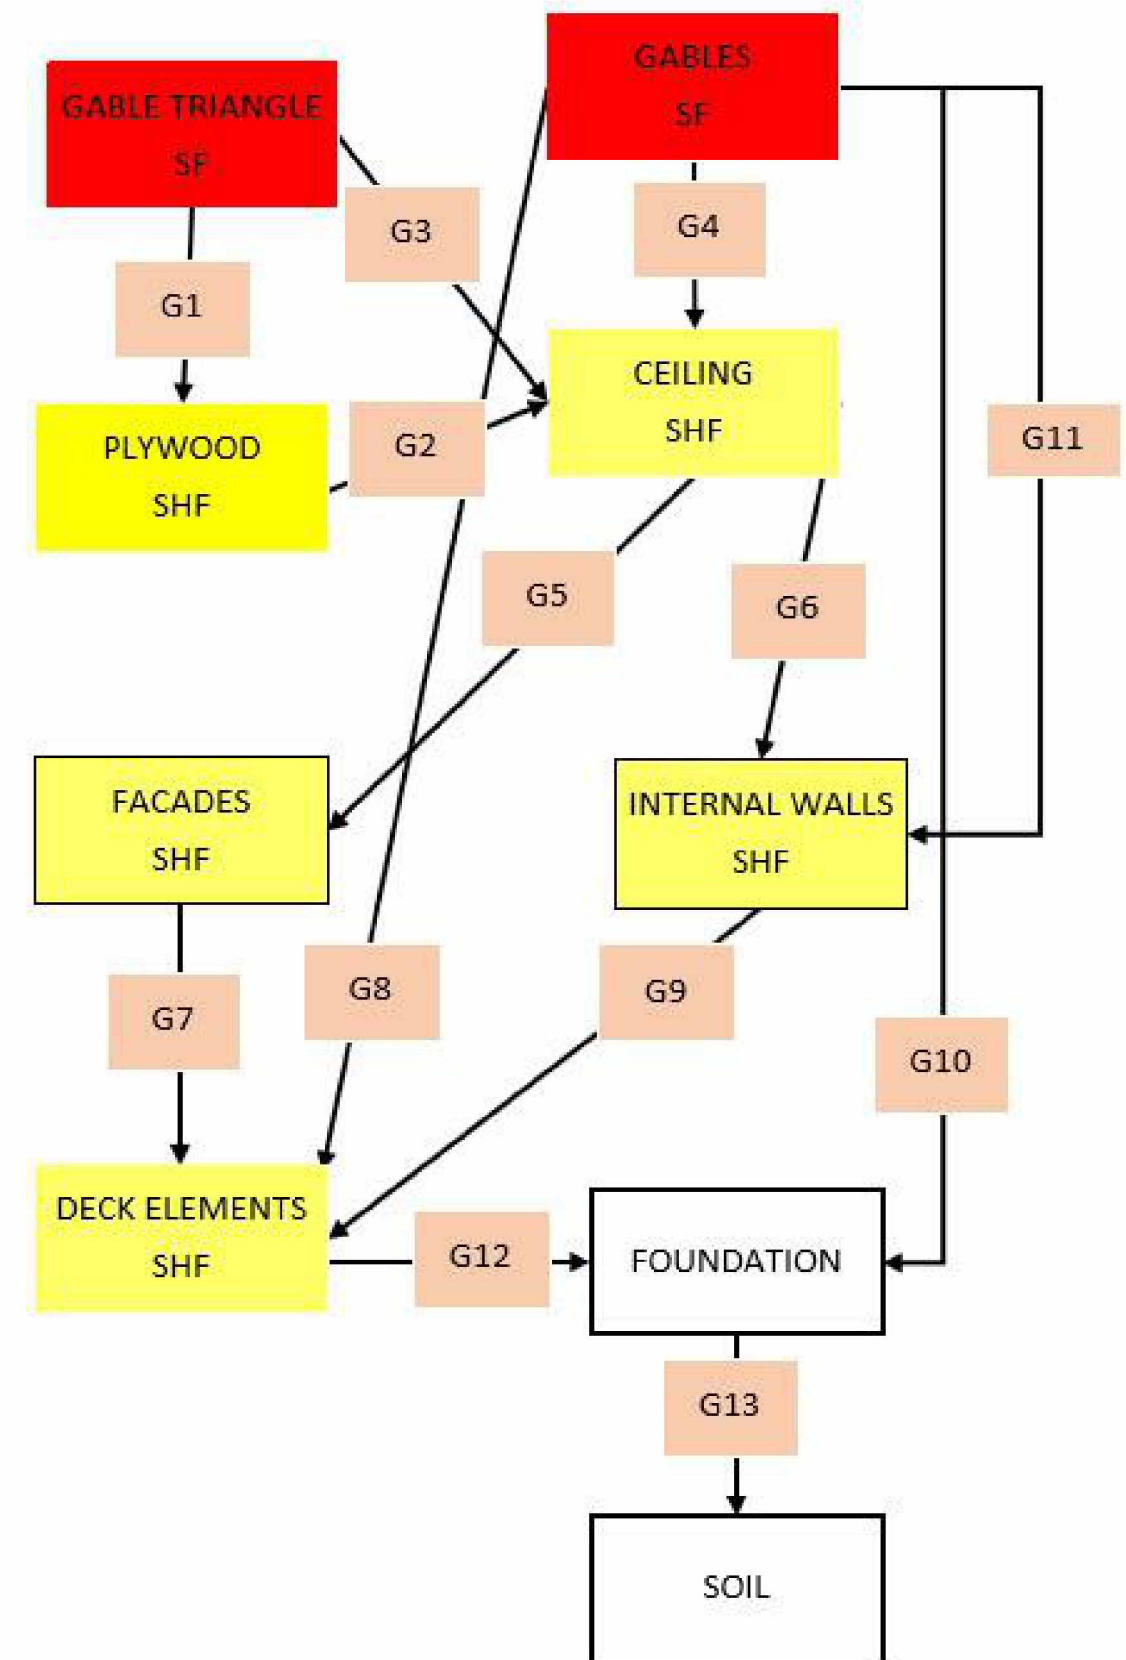 GABLES
SF
GABLE TRIANGLE
SF
G3
G4
G1
CEILING
SHF
G11
PLYWOOD
SHF
G2
G5
G6
FACADES
SHF
INTERNAL WALLS
SHF
G7
G8
G9
G10
DECK ELEMENTS
SHF
G12
FOUNDATION
G13
SOIL